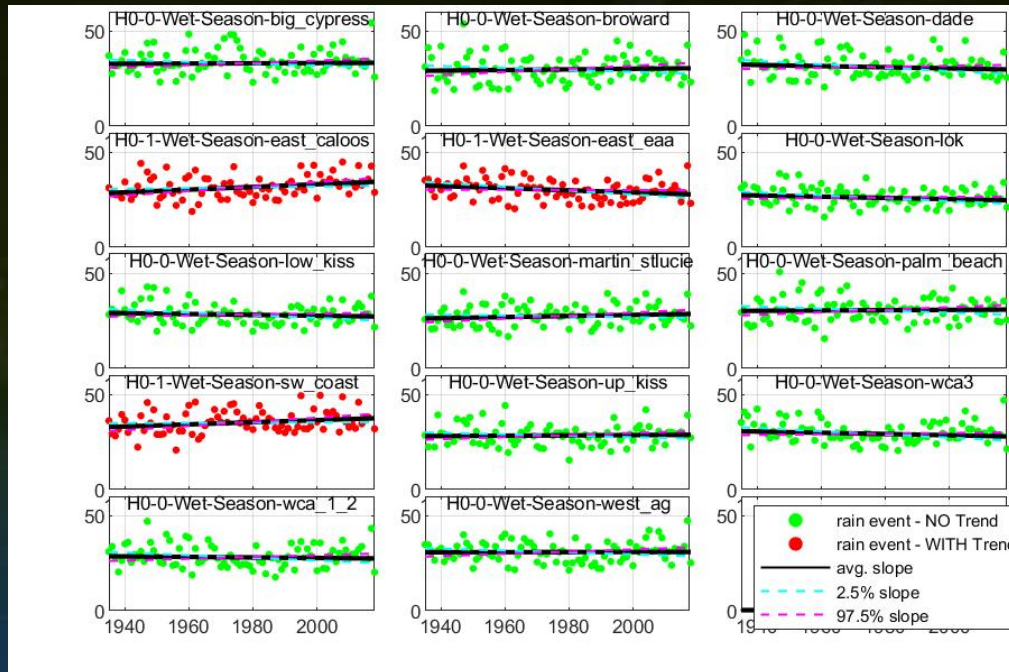 H0-0-Wet-Season-big_cypress
H0-0-Wet-Season-broward
H0-0-Wet-Season-dade
50
0
50
0
50
0
H0-1-Wet-Season-east_caloos
H0-1-Wet-Season-east_eaa
H0-0-Wet-Season-lok
50
0
50
0
50
0
H0-0-Wet-Season-low_kiss
H0-0-Wet-Season-martin_stlucie
H0-0-Wet-Season-palm_beach
50
0
50
0
50
0
H0-1-Wet-Season-sw_coast
H0-0-Wet-Season-up_kiss
H0-0-Wet-Season-wca3
50
0
50
0
50
0
H0-0-Wet-Season-wca_1_2
H0-0-Wet-Season-west_ag
50
0
50
0
50
0
1940 1960 1980 2000
1940 1960 1980 2000
rain event - NO Trend
rain event - WITH Trend
avg. slope
2.5% slope
97.5% slope